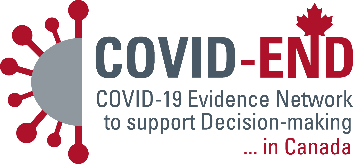 COVID-END
COVID-19 Evidence Network
to support Decision-making
... in Canada